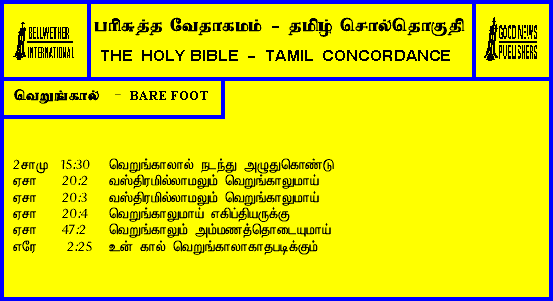 BELLWETHER
INTERNATIONAL
பரிசுத்த வேதாகமம் - தமிழ் சொல்தொகுதி
THE HOLY BIBLE - TAMIL CONCORDANCE
GOOD NEWS
PUBLISHERS
வெறுங்கால் - BARE FOOT
2சாமு 15:30 வெறுங்காலால் நடந்து அழுதுகொண்டு
ஏசா 20:2 வஸ்திரமில்லாமலும் வெறுங்காலுமாய்
ஏசா 20:3 வஸ்திரமில்லாமலும் வெறுங்காலுமாய்
ஏசா 20:4 வெறுங்காலுமாய் எகிப்தியருக்கு
ஏசா 47:2 வெறுங்காலும் அம்மணத்தொடையுமாய்
எரே 2:25 உன் கால் வெறுங்காலாகாதபடிக்கும்